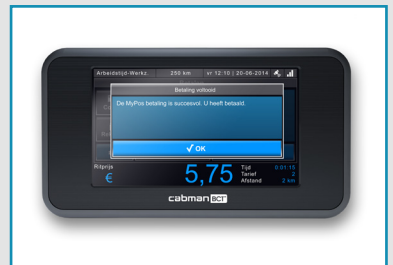 Arbeidstijd-Werkz. 250 km vr 12:10 | 20-06-2014
Betaling voltooid
De MyPos betaling is succesvol. U heeft betaald.
OK
Ritprijs
€ 5,75
Tijd 0:01:15
Tarief 2
Afstand 2 km
cabman BCT